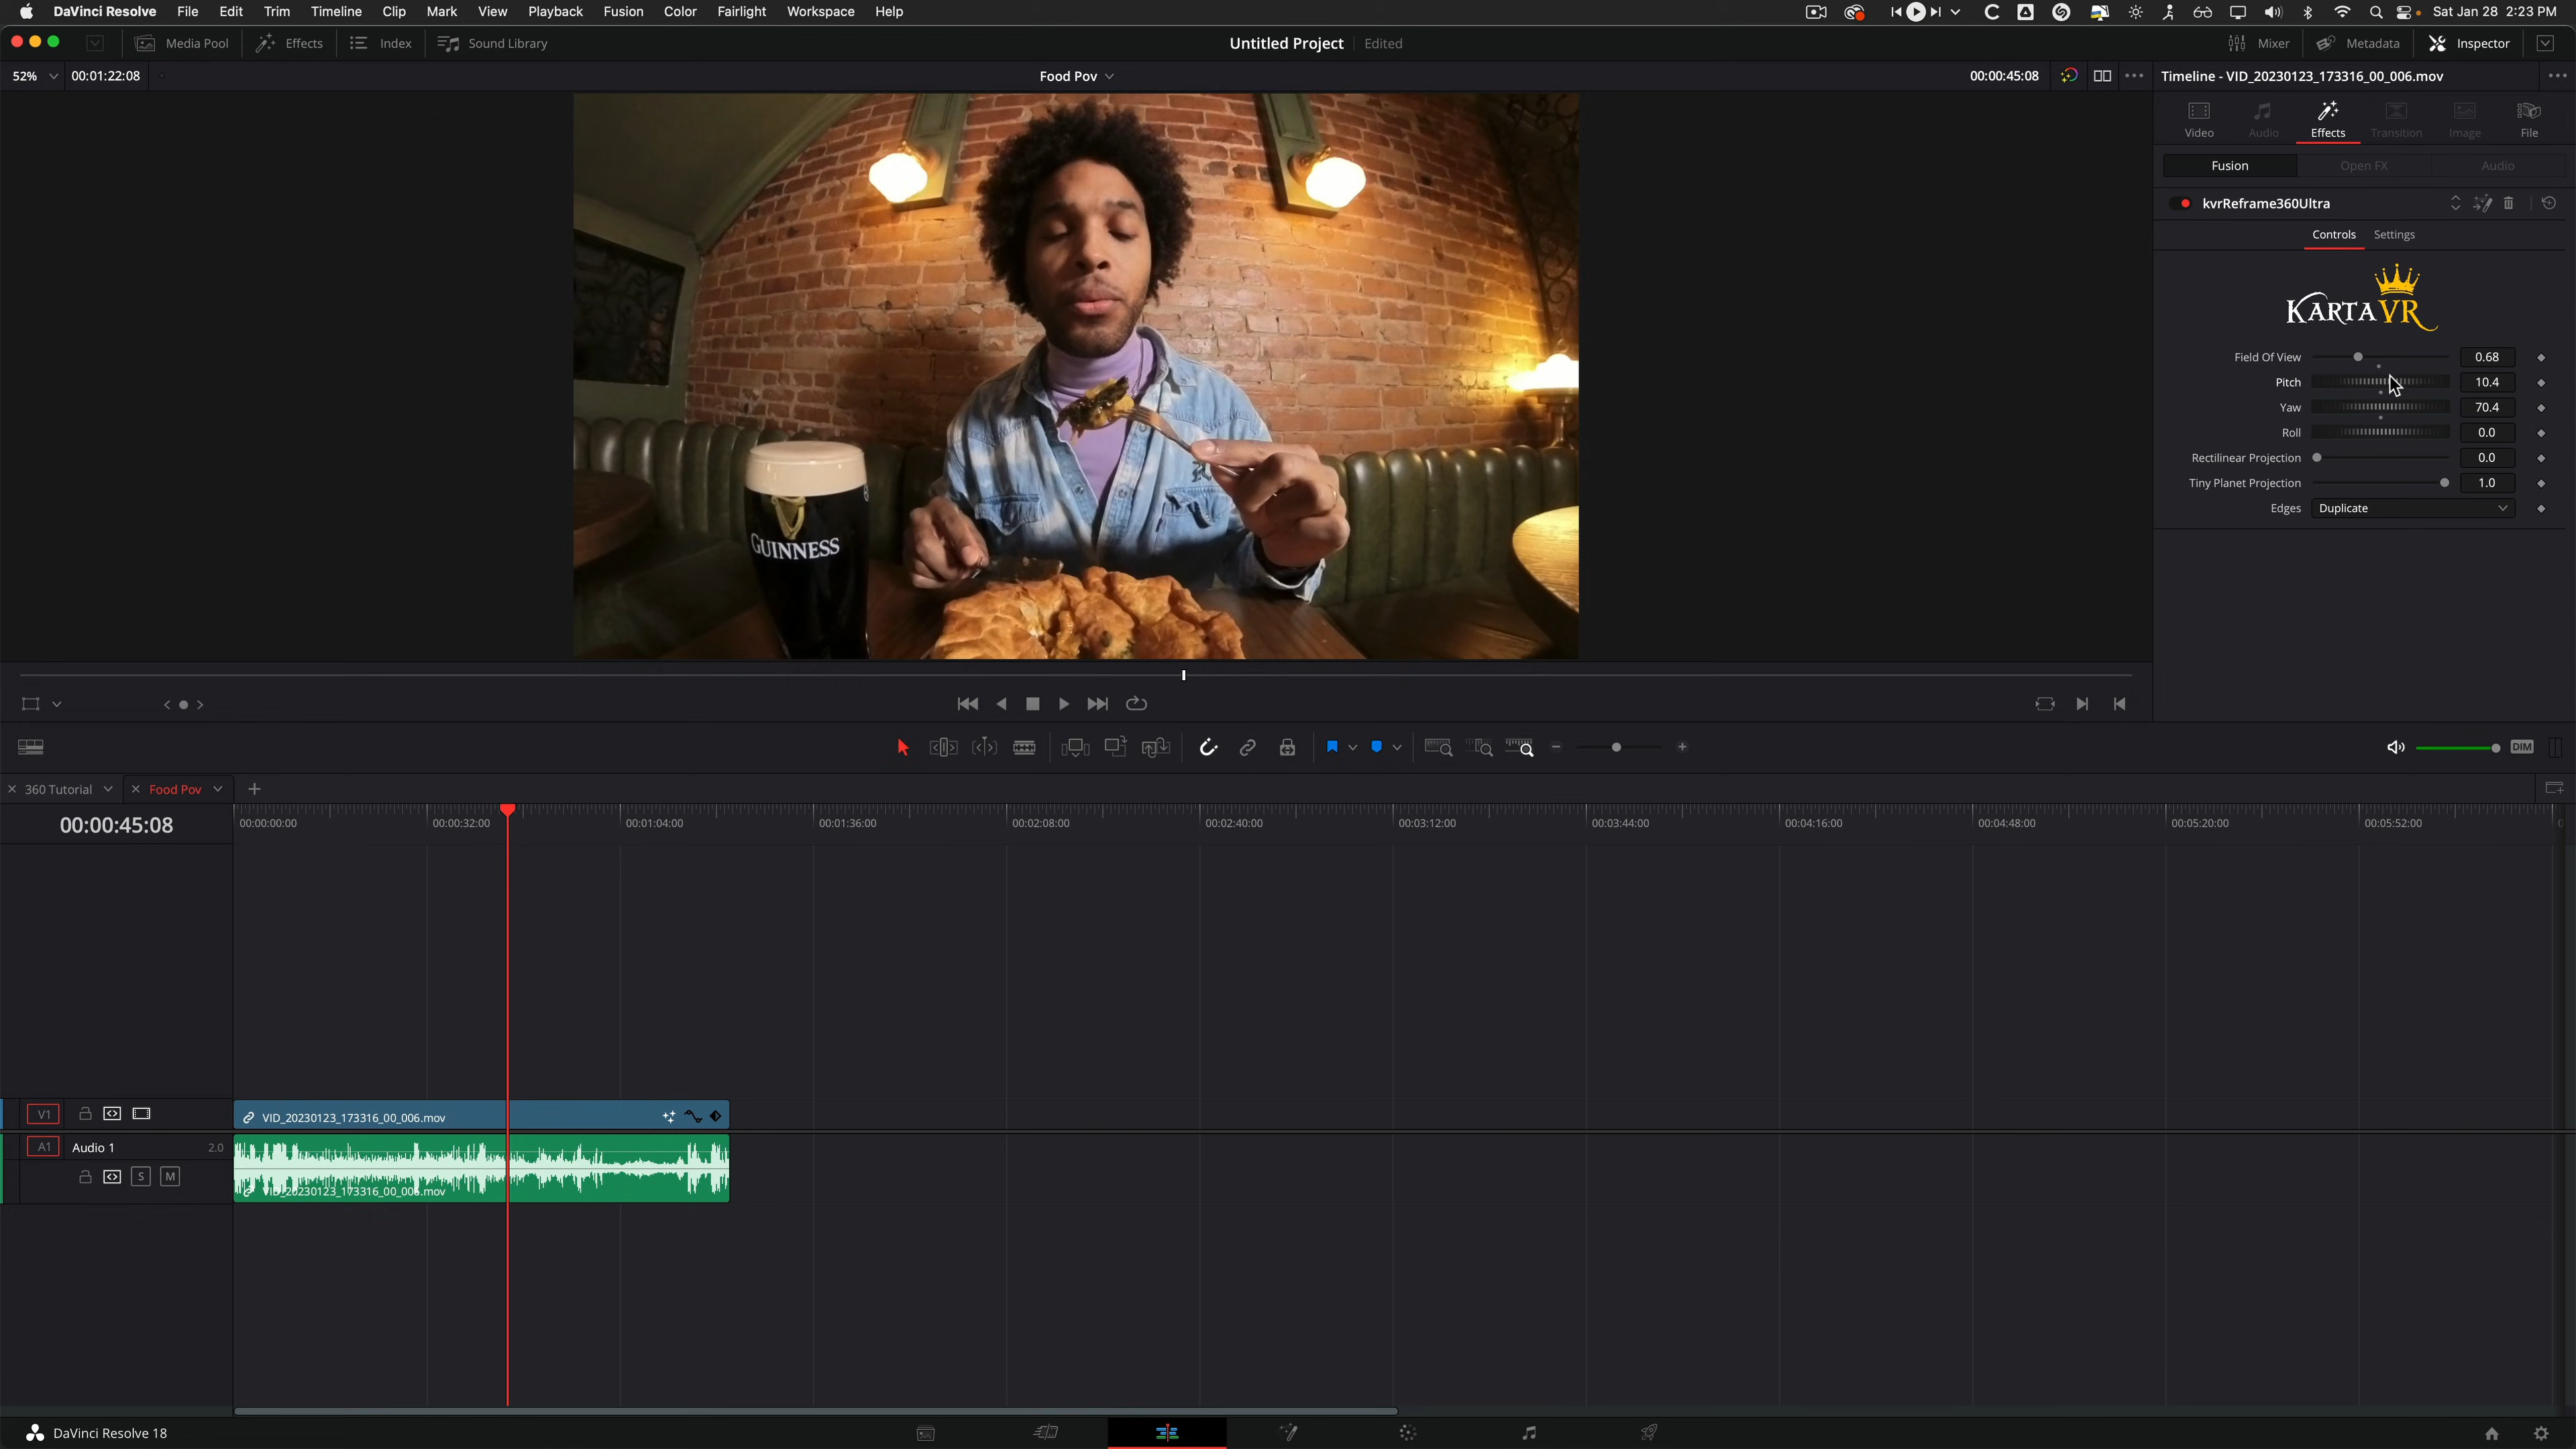 DaVinci Resolve File Edit Trim Timeline Clip Mark View Playback Fusion Color Fairlight Workspace Help Sat Jan 28 2:23 PM
Media Pool Effects Index Sound Library Untitled Project Edited Mixer Metadata Inspector
52% 00:01:22:08 Food Pov 00:00:45:08 Timeline - VID_20230123_173316_00_006.mov
Video Audio Effects Transition Image File
Fusion Open FX Audio
kvrReframe360Ultra
Controls Settings
KARTAVR
Field Of View 0.68
Pitch 10.4
Yaw 70.4
Roll 0.0
Rectilinear Projection 0.0
Tiny Planet Projection 1.0
Edges Duplicate
GUINNESS
DIM
360 Tutorial Food Pov
00:00:45:08 00:00:00:00 00:00:32:00 00:01:04:00 00:01:36:00 00:02:08:00 00:02:40:00 00:03:12:00 00:03:44:00 00:04:16:00 00:04:48:00 00:05:20:00 00:05:52:00
V1 VID_20230123_173316_00_006.mov
A1 Audio 1 2.0
S M
VID_20230123_173316_00_006.mov
DaVinci Resolve 18